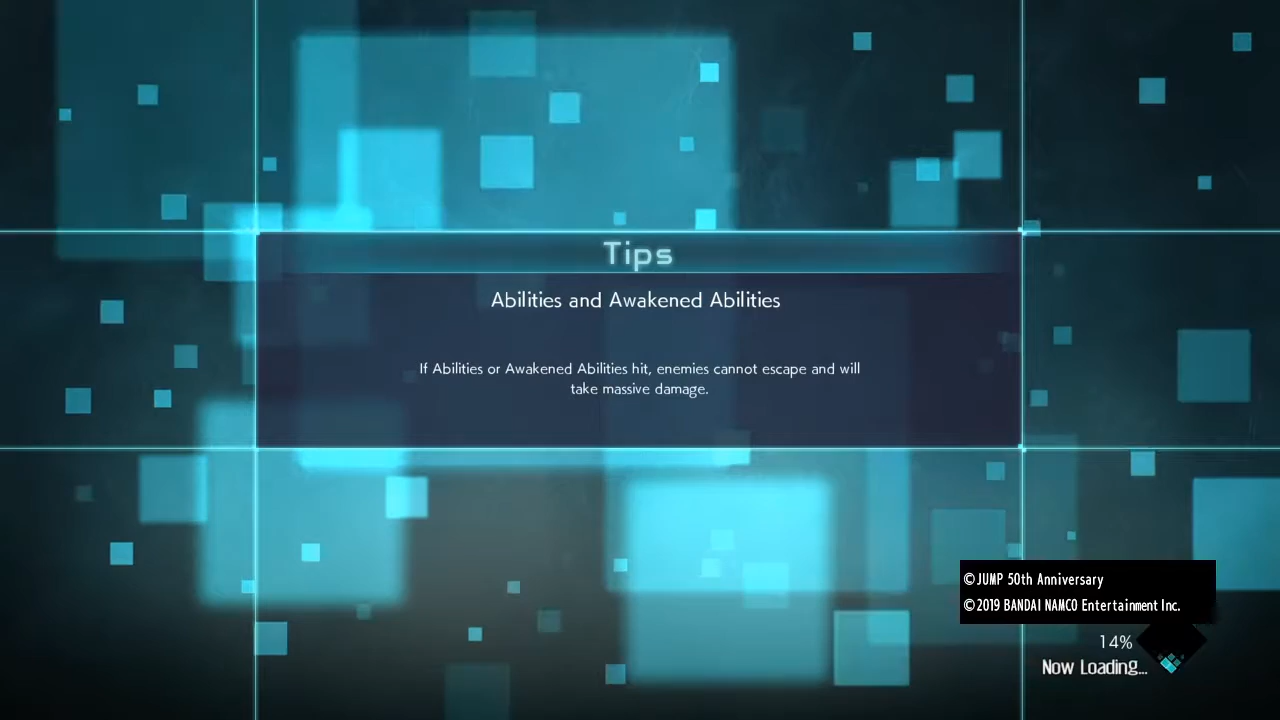 Tips
Abilities and Awakened Abilities
If Abilities or Awakened Abilities hit, enemies cannot escape and will
take massive damage.
©JUMP 50th Anniversary
©2019 BANDAI NAMCO Entertainment Inc.
14%
Now Loading...